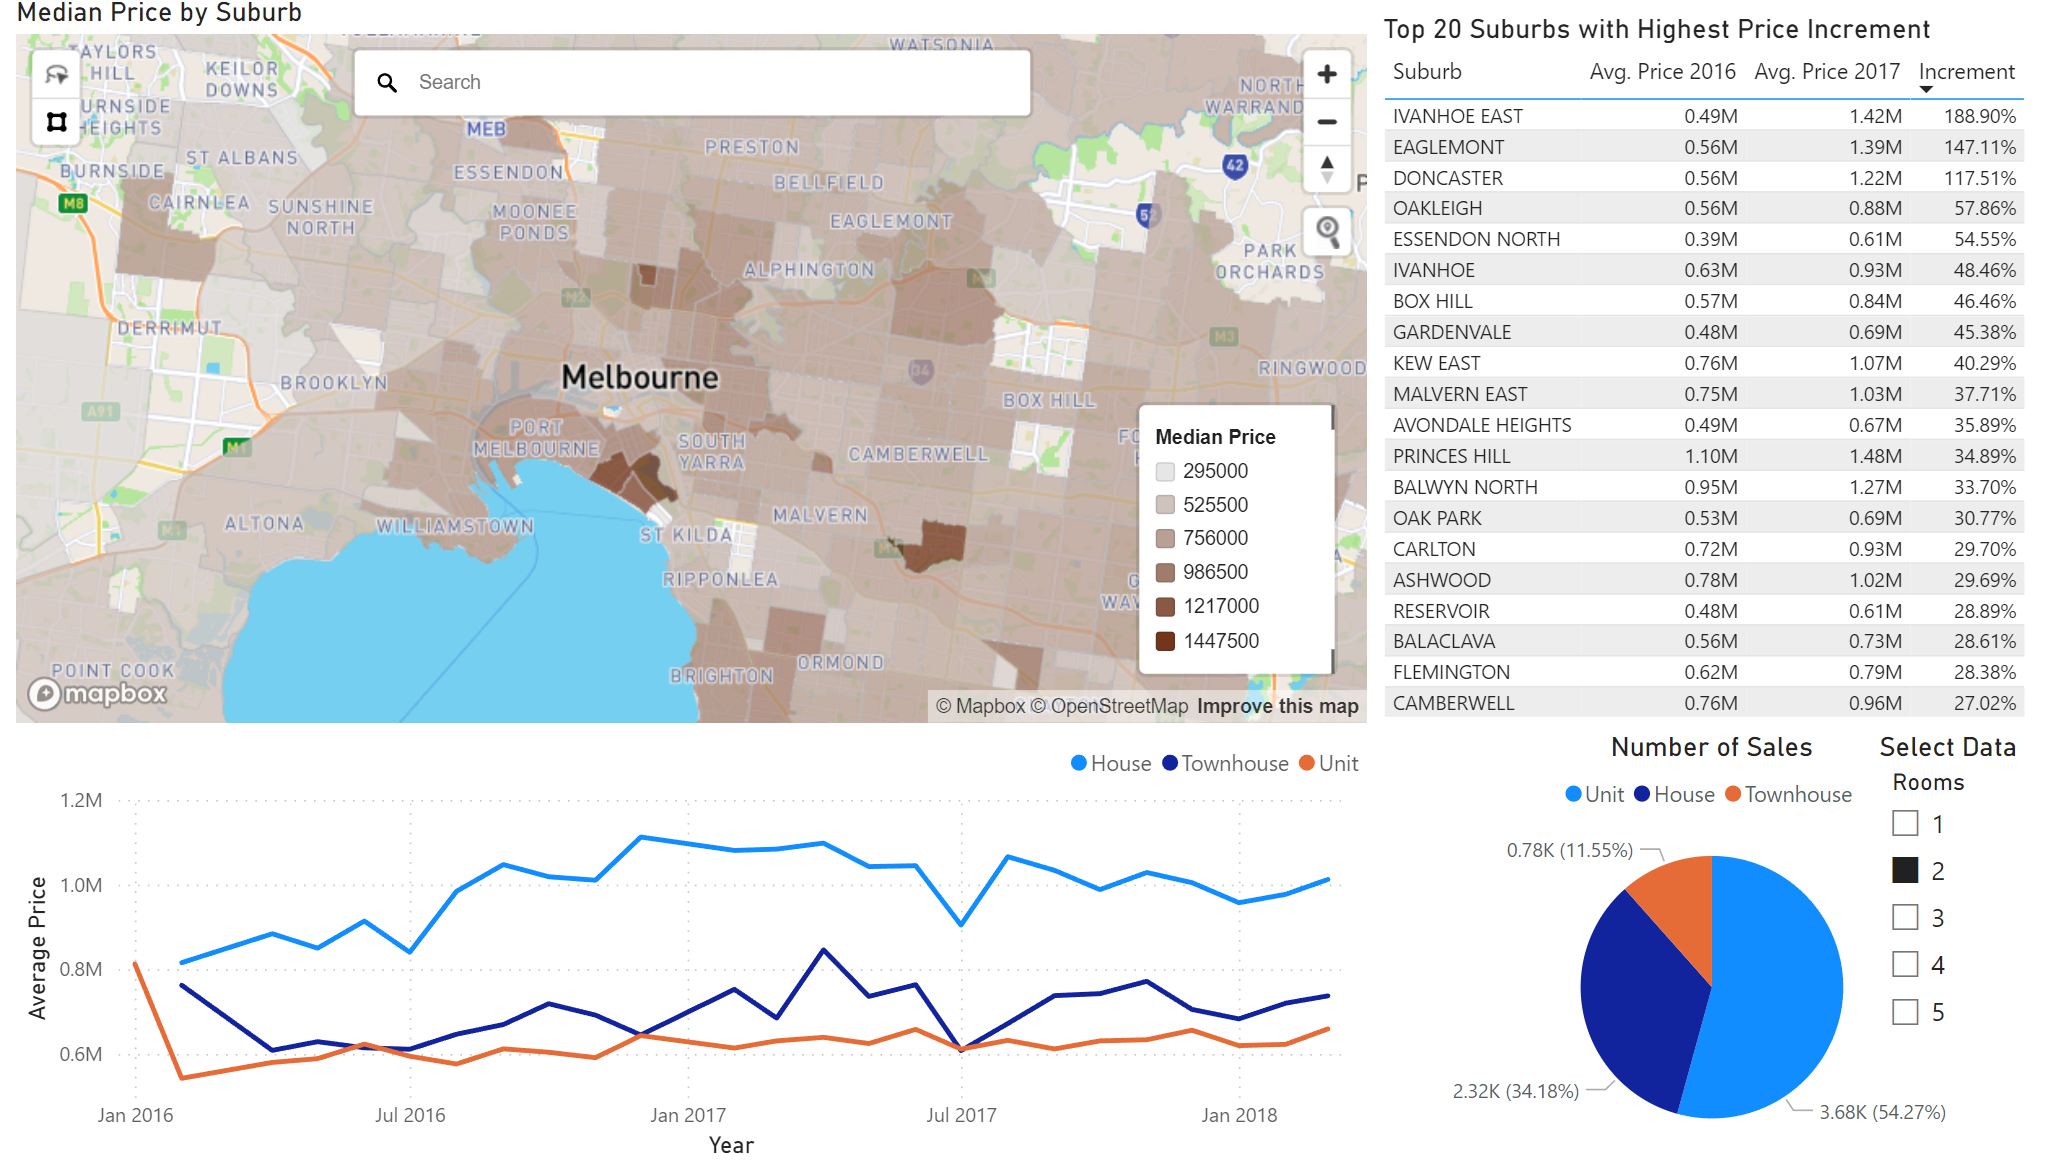 Median Price by Suburb
TAYLORS
HILL
KEILOR
DOWNS
WATSONIA
Search
NORTH
BURNSIDE
HEIGHTS
MEB
PRESTON
ST ALBANS
BURNSIDE
ESSENDON
42
BELLFIELD
M8
CAIRNLEA
SUNSHINE
NORTH
MOONEE
PONDS
EAGLEMONT
PARK
ORCHARDS
ALPHINGTON
M2
DERRIMUT
M3
34
RINGWOOD
Melbourne
BROOKLYN
A91
BOX HILL
PORT
MELBOURNE
SOUTH
YARRA
CAMBERWELL
M1
ALTONA
WILLIAMSTOWN
MALVERN
ST KILDA
M1
RIPPONLEA
POINT COOK
BRIGHTON
ORMOND
mapbox
Median Price
295000
525500
756000
986500
1217000
1447500
© Mapbox © OpenStreetMap Improve this map
Top 20 Suburbs with Highest Price Increment
Suburb Avg. Price 2016 Avg. Price 2017 Increment
IVANHOE EAST 0.49M 1.42M 188.90%
EAGLEMONT 0.56M 1.39M 147.11%
DONCASTER 0.56M 1.22M 117.51%
OAKLEIGH 0.56M 0.88M 57.86%
ESSENDON NORTH 0.39M 0.61M 54.55%
IVANHOE 0.63M 0.93M 48.46%
BOX HILL 0.57M 0.84M 46.46%
GARDENVALE 0.48M 0.69M 45.38%
KEW EAST 0.76M 1.07M 40.29%
MALVERN EAST 0.75M 1.03M 37.71%
AVONDALE HEIGHTS 0.49M 0.67M 35.89%
PRINCES HILL 1.10M 1.48M 34.89%
BALWYN NORTH 0.95M 1.27M 33.70%
OAK PARK 0.53M 0.69M 30.77%
CARLTON 0.72M 0.93M 29.70%
ASHWOOD 0.78M 1.02M 29.69%
RESERVOIR 0.48M 0.61M 28.89%
BALACLAVA 0.56M 0.73M 28.61%
FLEMINGTON 0.62M 0.79M 28.38%
CAMBERWELL 0.76M 0.96M 27.02%
House Townhouse Unit
1.2M
1.0M
0.8M
0.6M
Average Price
Jan 2016 Jul 2016 Jan 2017 Jul 2017 Jan 2018
Year
Number of Sales
Unit House Townhouse
0.78K (11.55%)
2.32K (34.18%)
3.68K (54.27%)
Select Data
Rooms
1
2
3
4
5